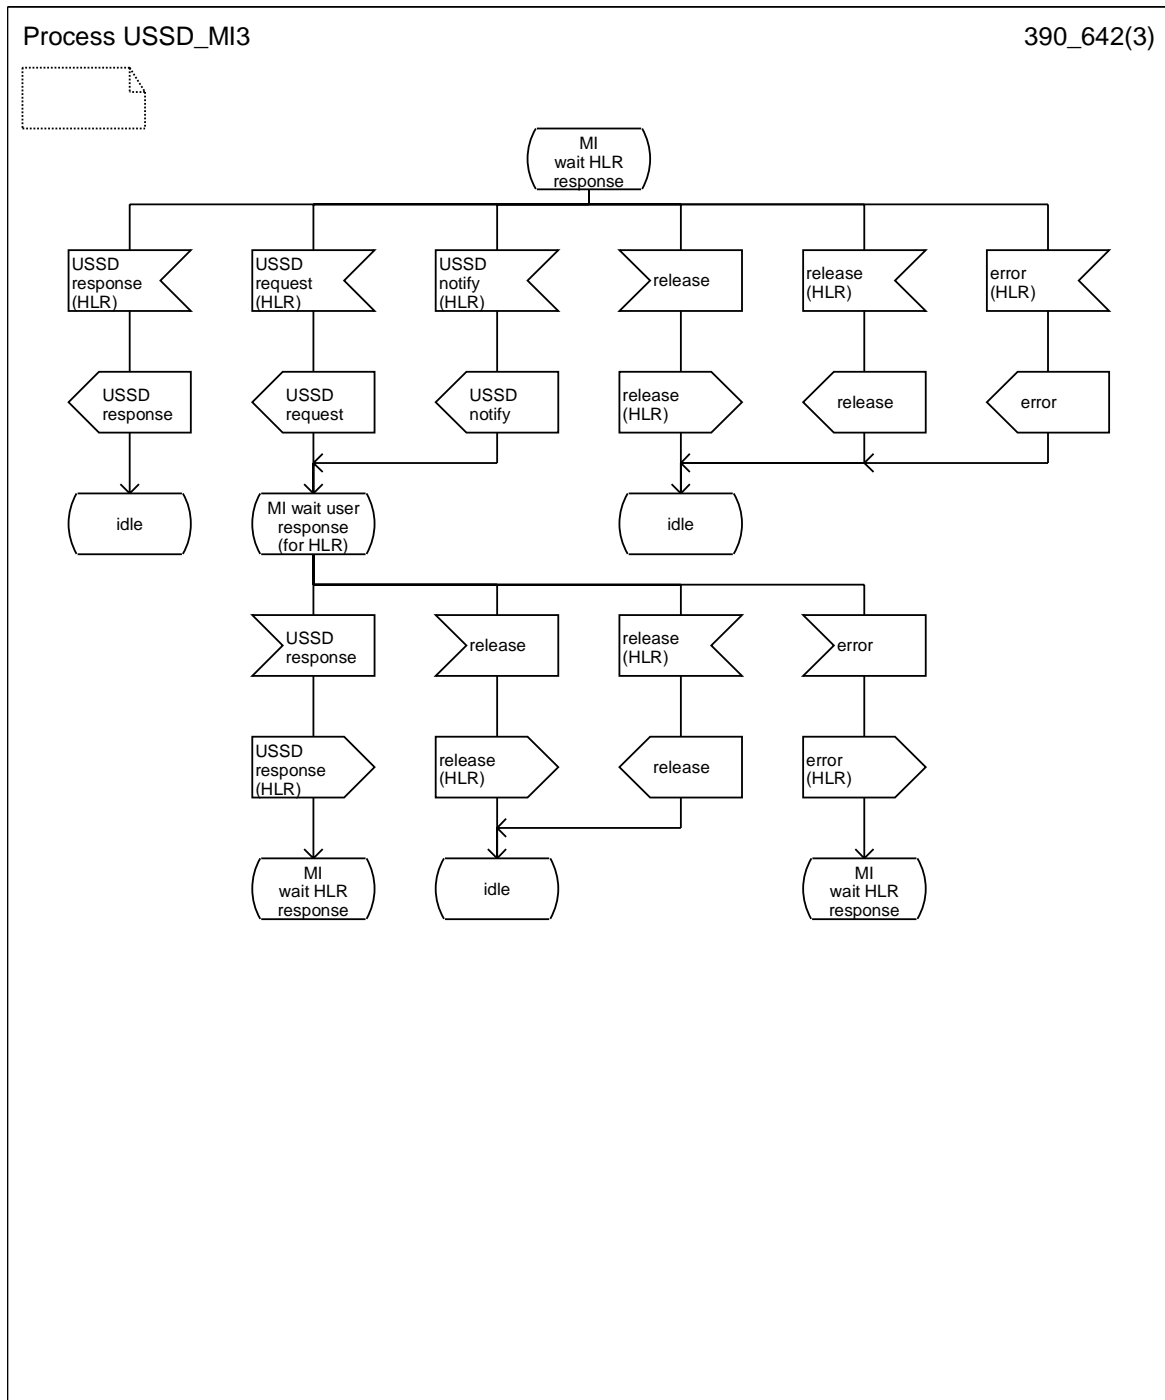 Process USSD_MI3
390_642(3)
MI
wait HLR
response
USSD
response
(HLR)
USSD
request
(HLR)
USSD
notify
(HLR)
release
release
(HLR)
error
(HLR)
USSD
response
USSD
request
USSD
notify
release
(HLR)
release
error
idle
MI wait user
response
(for HLR)
idle
USSD
response
release
release
(HLR)
error
USSD
response
(HLR)
release
(HLR)
release
error
(HLR)
MI
wait HLR
response
idle
MI
wait HLR
response